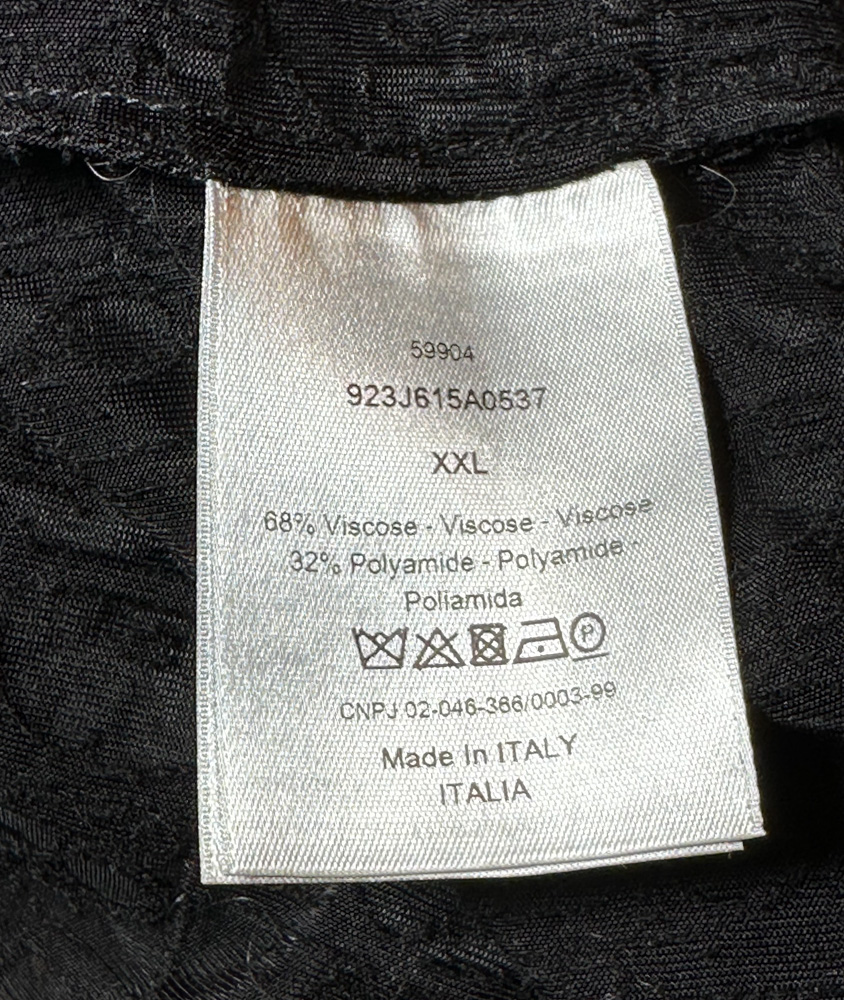 59904
923J615A0537
XXL
68% Viscose - Viscose - Viscose
32% Polyamide - Polyamide -
Poliamida
P
CNPJ 02-046-366/0003-99
Made In ITALY
ITALIA